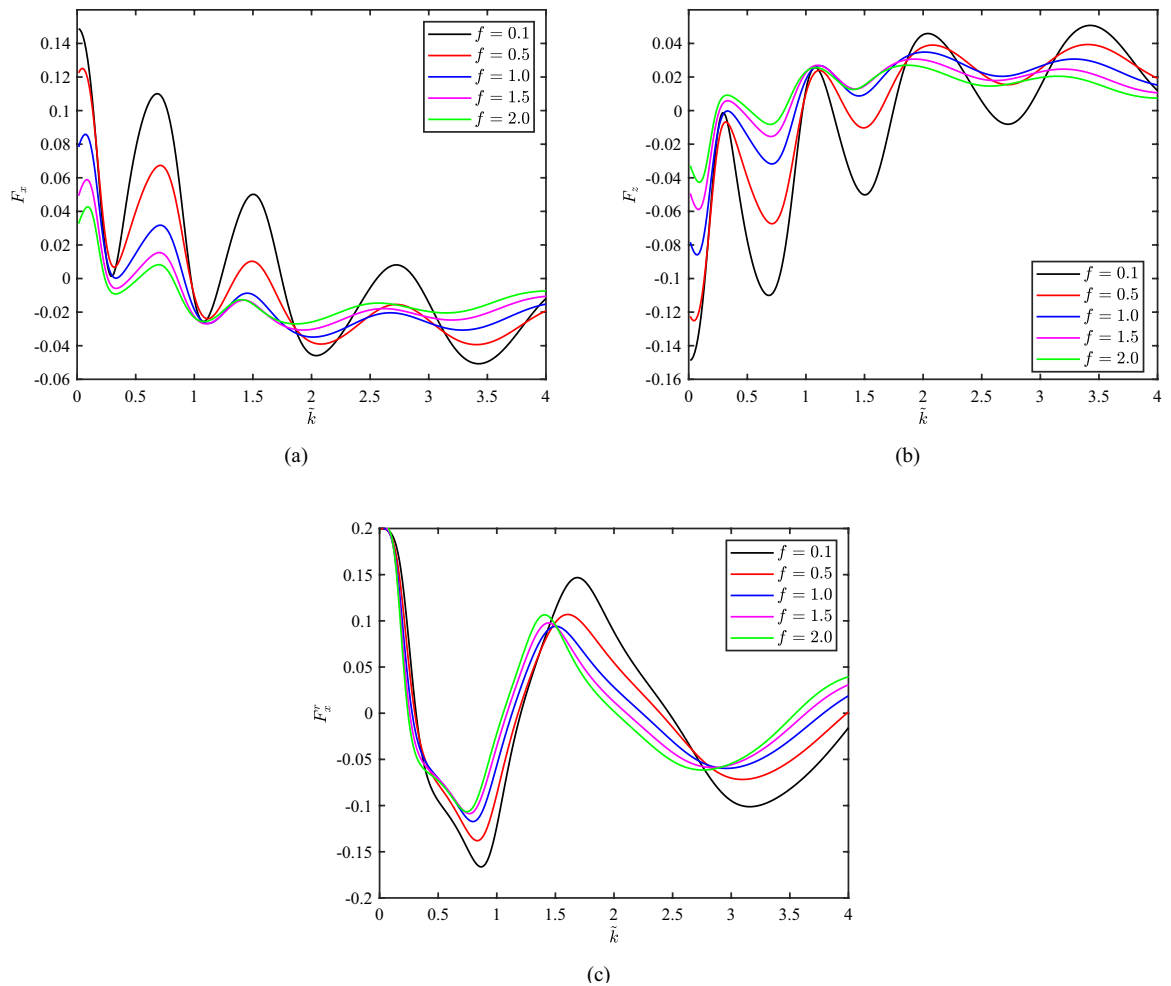 0.14
0.12
0.1
0.08
0.06
0.04
0.02
0
-0.02
-0.04
-0.06
F_x
0 0.5 1 1.5 2 2.5 3 3.5 4
k̃
f = 0.1
f = 0.5
f = 1.0
f = 1.5
f = 2.0
(a)
0.04
0.02
0
-0.02
-0.04
-0.06
-0.08
-0.1
-0.12
-0.14
-0.16
F_z
0 0.5 1 1.5 2 2.5 3 3.5 4
k̃
f = 0.1
f = 0.5
f = 1.0
f = 1.5
f = 2.0
(b)
0.2
0.15
0.1
0.05
0
-0.05
-0.1
-0.15
-0.2
F_x^r
0 0.5 1 1.5 2 2.5 3 3.5 4
k̃
f = 0.1
f = 0.5
f = 1.0
f = 1.5
f = 2.0
(c)